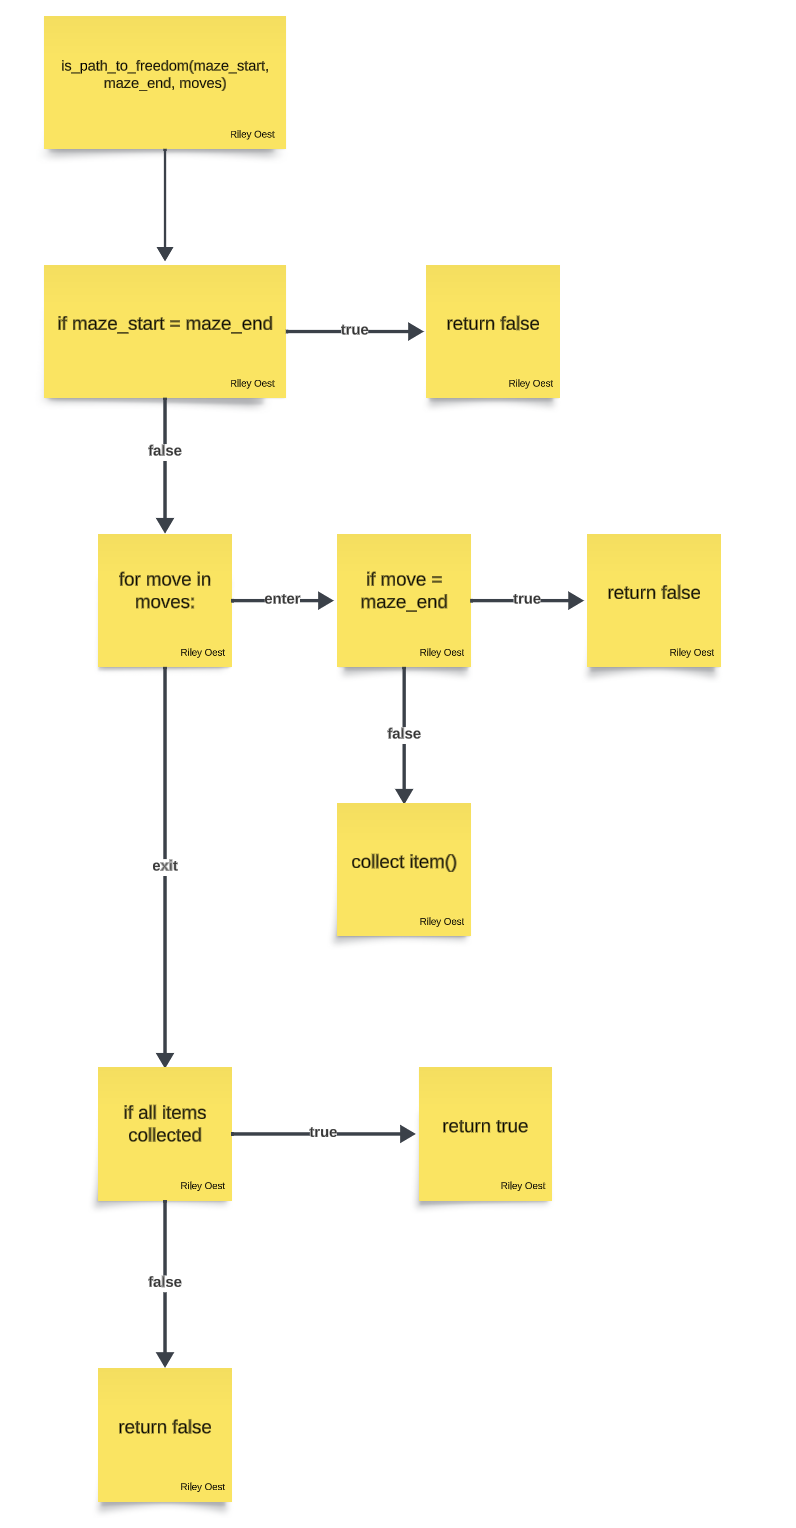 is_path_to_freedom(maze_start,
maze_end, moves)
Riley Oest
if maze_start = maze_end
Riley Oest
true
return false
Riley Oest
false
for move in
moves:
Riley Oest
enter
if move =
maze_end
Riley Oest
true
return false
Riley Oest
false
collect item()
Riley Oest
exit
if all items
collected
Riley Oest
true
return true
Riley Oest
false
return false
Riley Oest